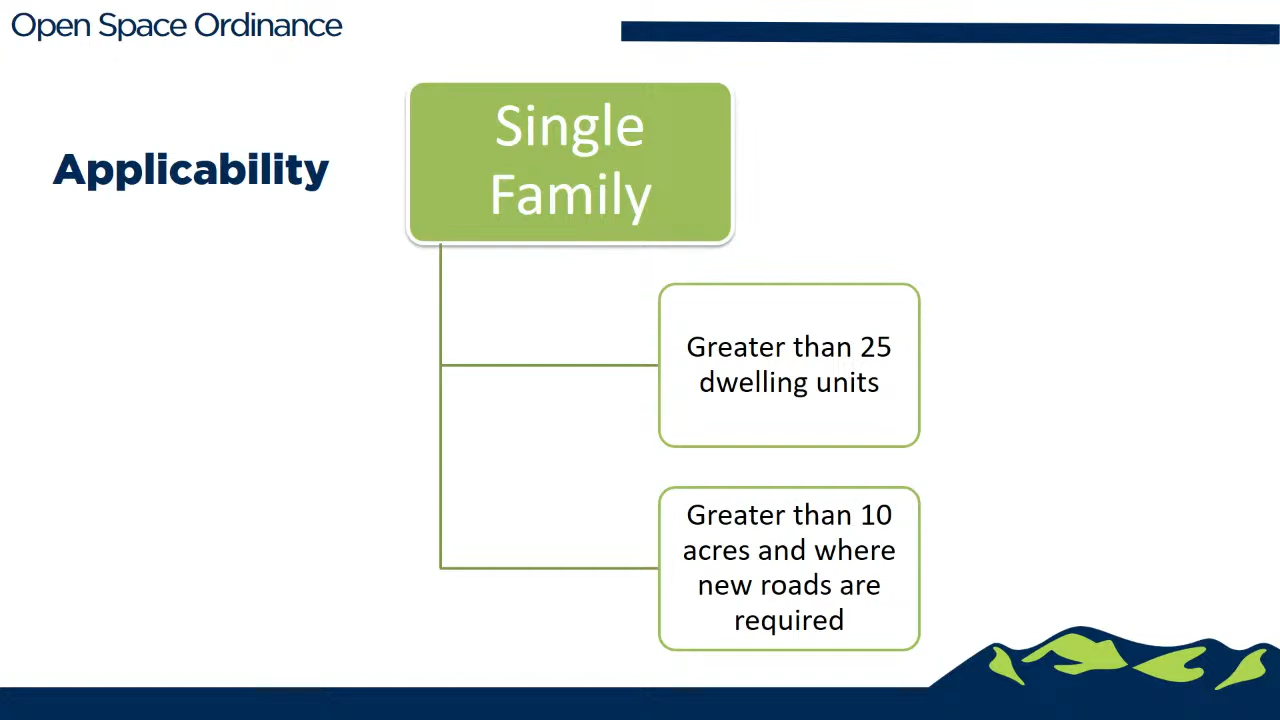 Open Space Ordinance
Applicability
Single
Family
Greater than 25
dwelling units
Greater than 10
acres and where
new roads are
required